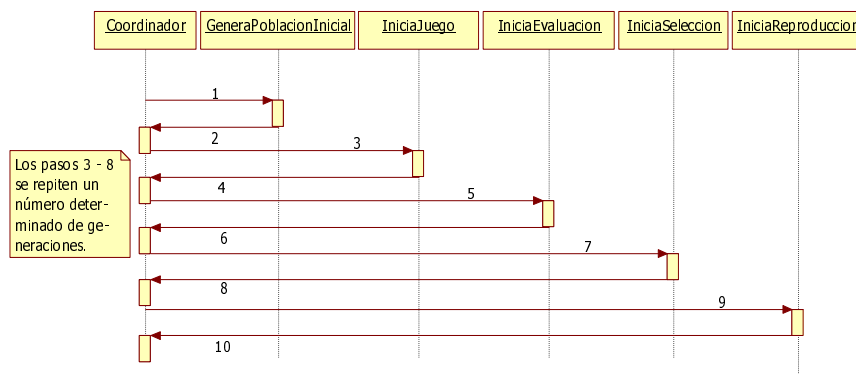 Coordinador
GeneraPoblacionInicial
IniciaJuego
IniciaEvaluacion
IniciaSeleccion
IniciaReproduccion
1
2
3
Los pasos 3 - 8
se repiten un
número deter-
minado de ge-
neraciones.
4
5
6
7
8
9
10